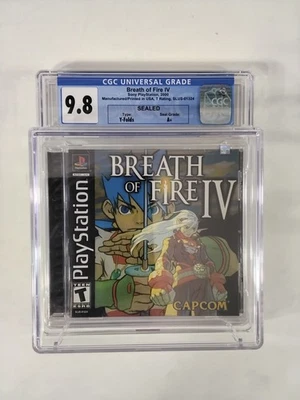 CGC UNIVERSAL GRADE
Breath of Fire IV
Sony PlayStation, 2000
Manufactured/Printed in USA, T Rating, SLUS-01324
SEALED
Type Seal Grade
Y-Folds A+
9.8
CGC
PlayStation
BREATH
OF FIRE IV
TEEN
T
CAPCOM